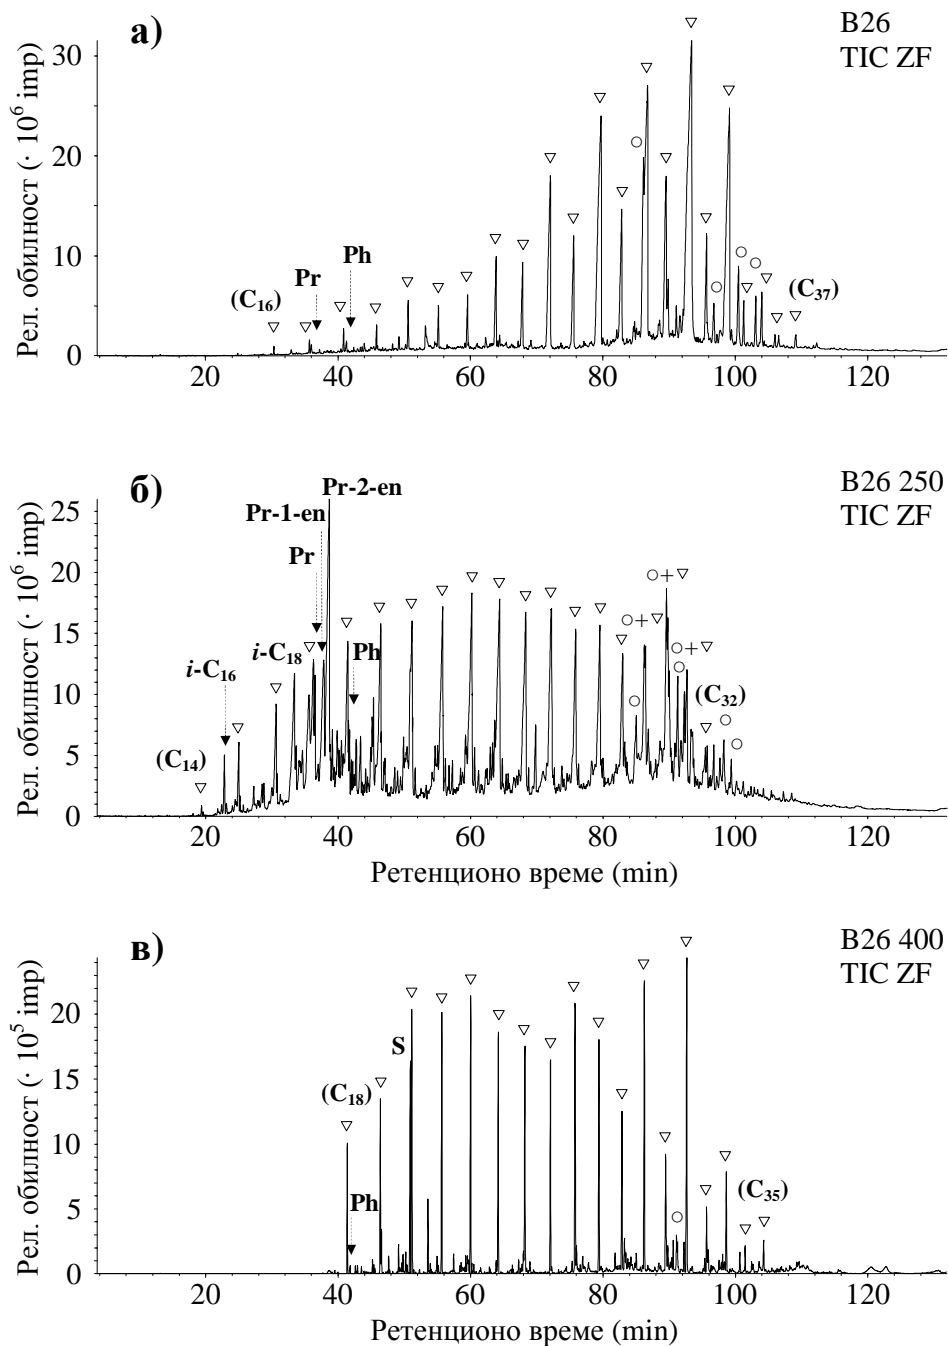 а)
B26
TIC ZF
Рел. обилност (· 10⁶ imp)
30
20
10
0
(C₁₆)
Pr
Ph
(C₃₇)
20 40 60 80 100 120
б)
B26 250
TIC ZF
Рел. обилност (· 10⁶ imp)
25
20
15
10
5
0
Pr-2-en
Pr-1-en
Pr
i-C₁₈
Ph
i-C₁₆
(C₁₄)
+
+
+
(C₃₂)
20 40 60 80 100 120
Ретенционо време (min)
в)
B26 400
TIC ZF
Рел. обилност (· 10⁵ imp)
20
15
10
5
0
S
(C₁₈)
Ph
(C₃₅)
20 40 60 80 100 120
Ретенционо време (min)